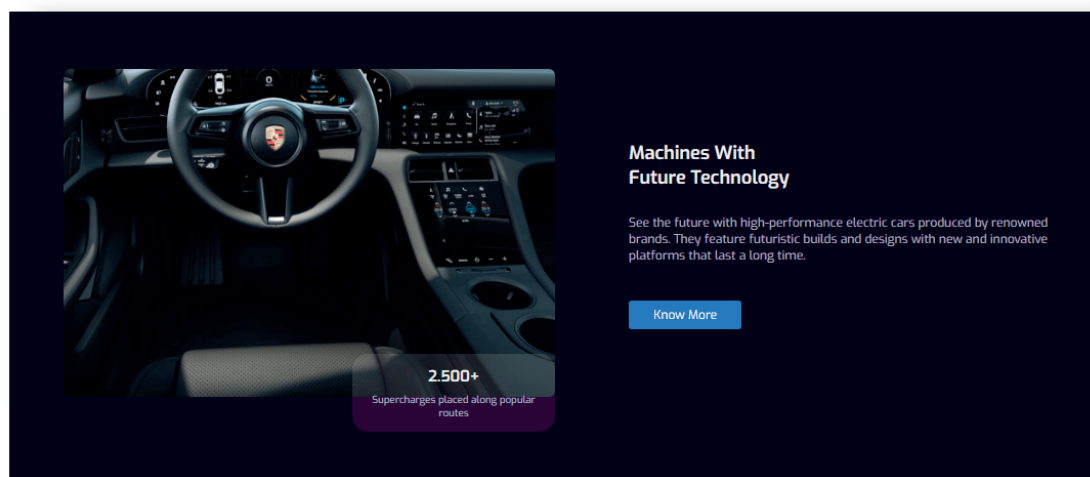 Machines With
Future Technology
See the future with high-performance electric cars produced by renowned
brands. They feature futuristic builds and designs with new and innovative
platforms that last a long time.
Know More
2.500+
Supercharges placed along popular
routes